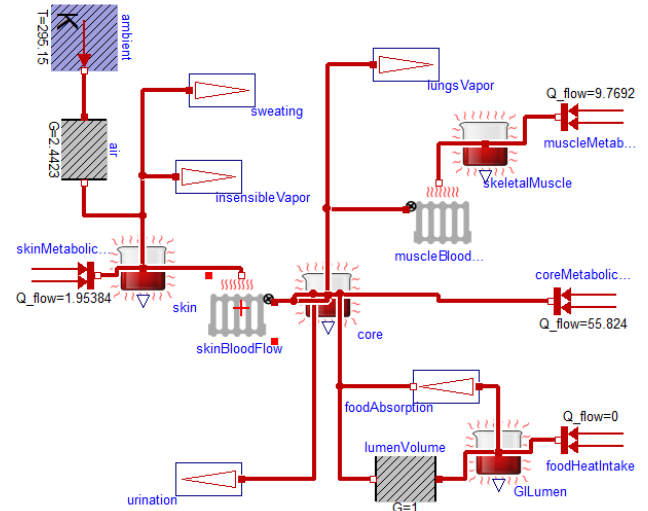 ambient
K
T=295.15
air
G=2.4423
sweating
insensibleVapor
lungsVapor
Q_flow=9.7692
muscleMetab...
skeletalMuscle
muscleBlood...
skinMetabolic...
Q_flow=1.95384
skin
skinBloodFlow
core
coreMetabolic...
Q_flow=55.824
foodAbsorption
lumenVolume
G=1
Q_flow=0
foodHeatIntake
GILumen
urination